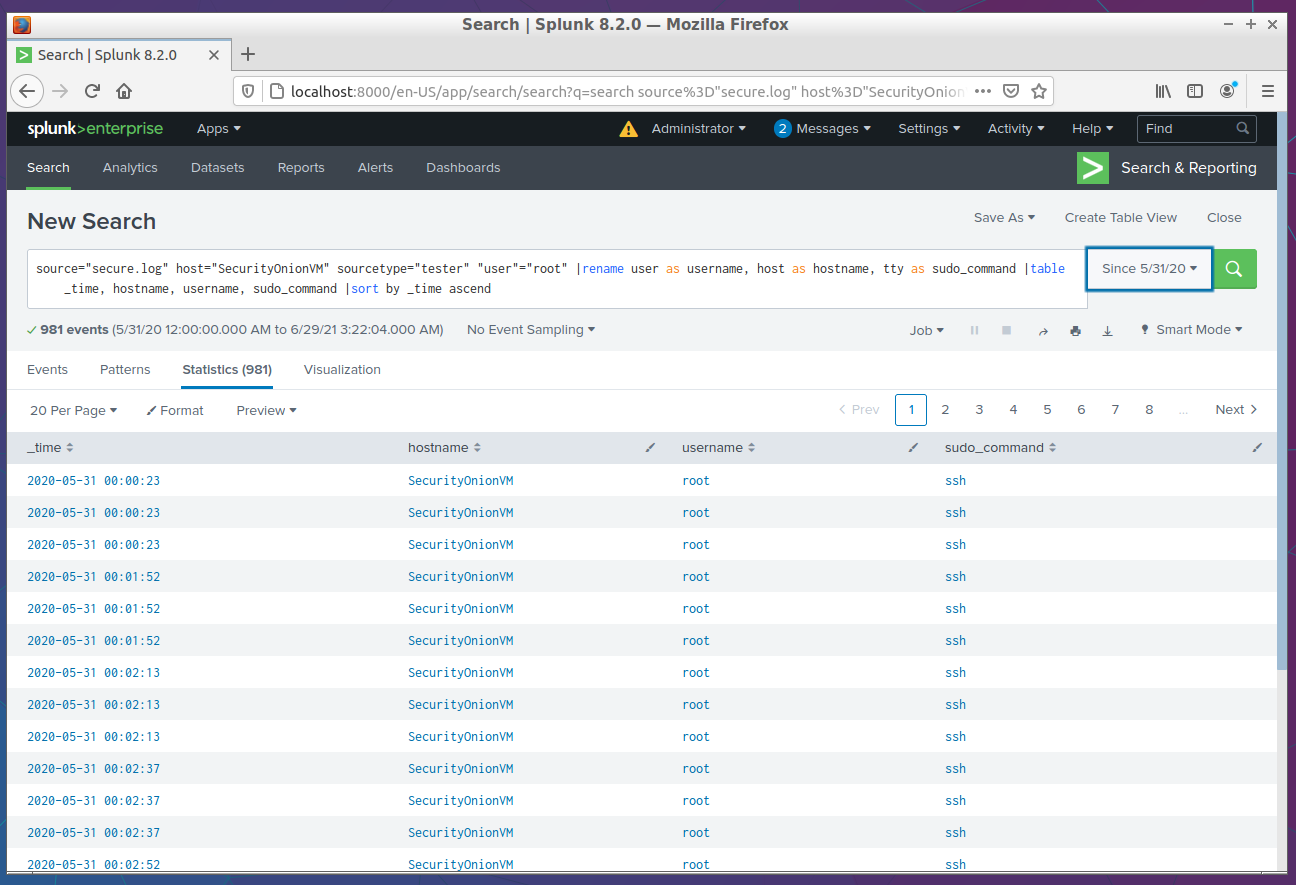 Search | Splunk 8.2.0 — Mozilla Firefox
Search | Splunk 8.2.0
localhost:8000/en-US/app/search/search?q=search source%3D"secure.log" host%3D"SecurityOnion
splunk>enterprise Apps Administrator 2 Messages Settings Activity Help Find
Search Analytics Datasets Reports Alerts Dashboards Search & Reporting
New Search Save As Create Table View Close
source="secure.log" host="SecurityOnionVM" sourcetype="tester" "user"="root" |rename user as username, host as hostname, tty as sudo_command |table
_time, hostname, username, sudo_command |sort by _time ascend
Since 5/31/20
981 events (5/31/20 12:00:00.000 AM to 6/29/21 3:22:04.000 AM) No Event Sampling Job Smart Mode
Events Patterns Statistics (981) Visualization
20 Per Page Format Preview Prev 1 2 3 4 5 6 7 8 ... Next
_time hostname username sudo_command
2020-05-31 00:00:23 SecurityOnionVM root ssh
2020-05-31 00:00:23 SecurityOnionVM root ssh
2020-05-31 00:00:23 SecurityOnionVM root ssh
2020-05-31 00:01:52 SecurityOnionVM root ssh
2020-05-31 00:01:52 SecurityOnionVM root ssh
2020-05-31 00:01:52 SecurityOnionVM root ssh
2020-05-31 00:02:13 SecurityOnionVM root ssh
2020-05-31 00:02:13 SecurityOnionVM root ssh
2020-05-31 00:02:13 SecurityOnionVM root ssh
2020-05-31 00:02:37 SecurityOnionVM root ssh
2020-05-31 00:02:37 SecurityOnionVM root ssh
2020-05-31 00:02:37 SecurityOnionVM root ssh
2020-05-31 00:02:52 SecurityOnionVM root ssh